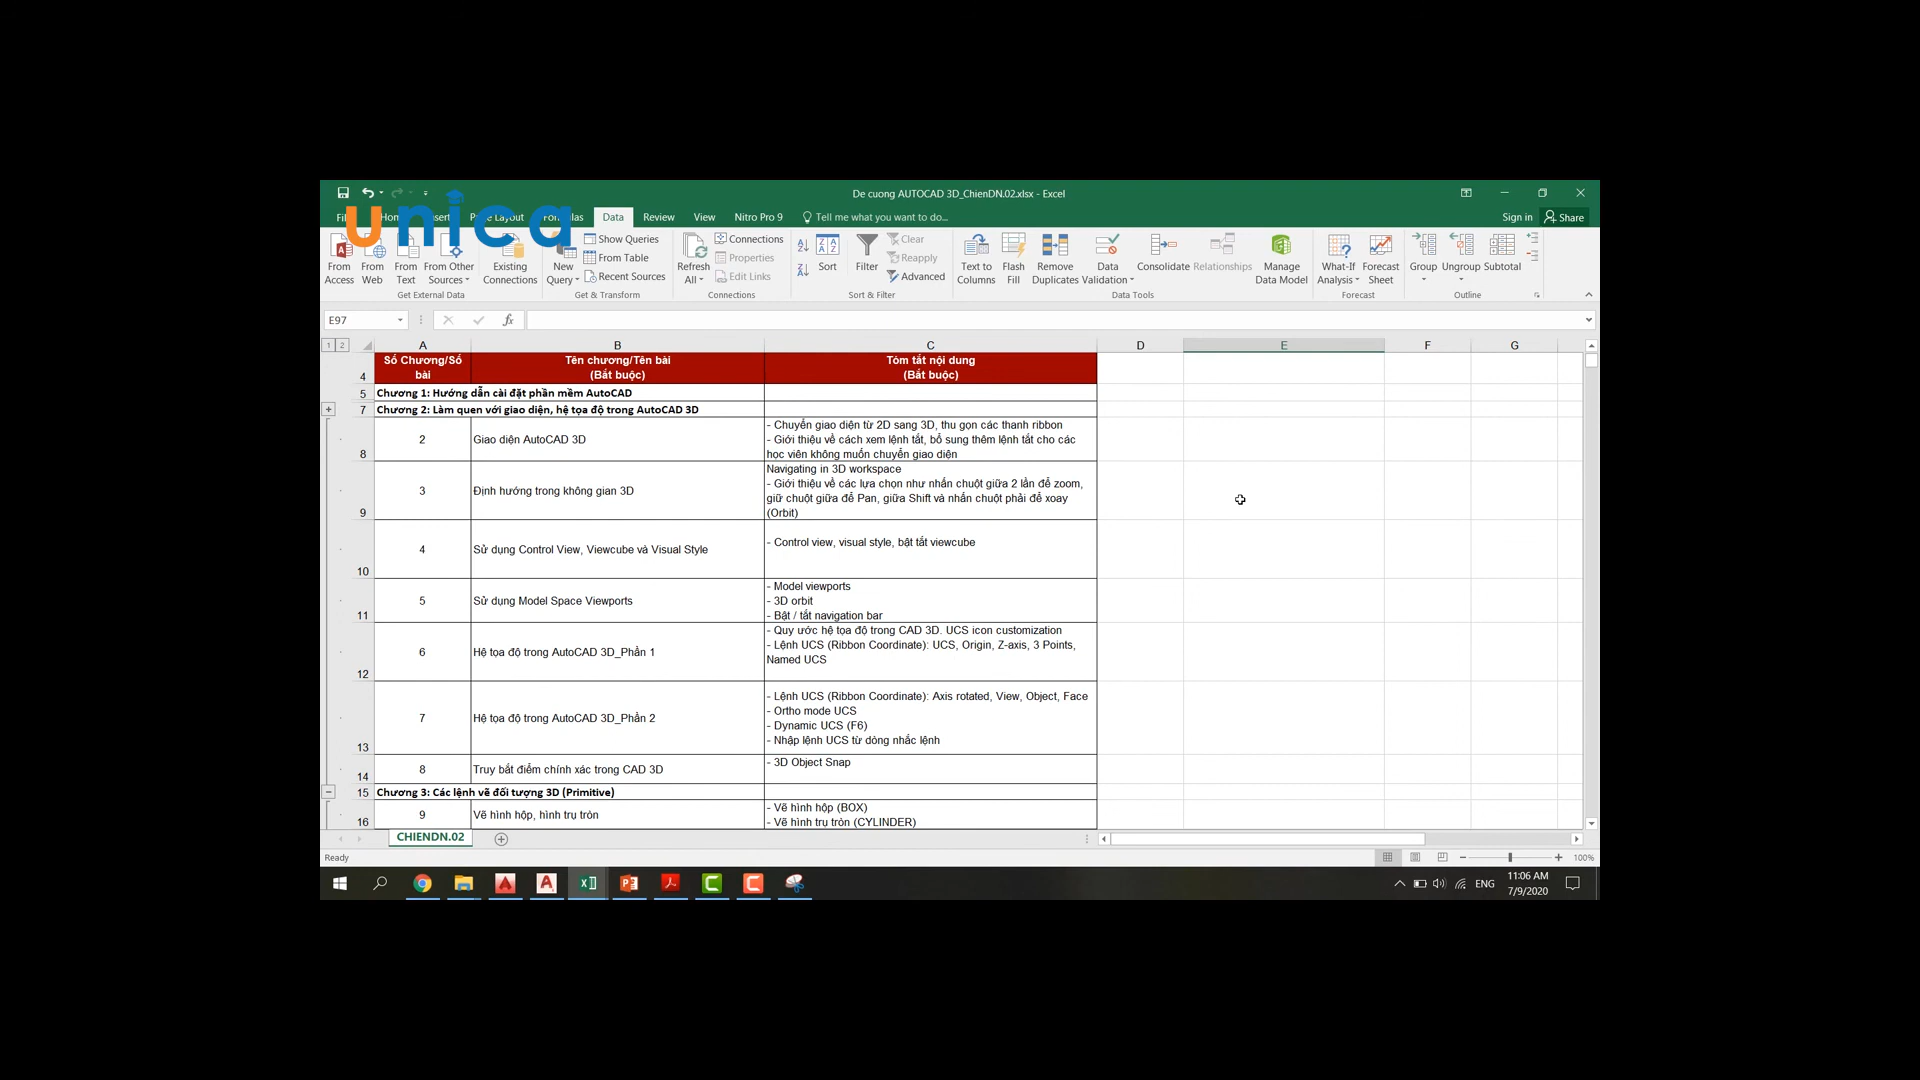 De cuong AUTOCAD 3D_ChienDN.02.xlsx - Excel
unica
Page Layout
Data
Review
View
Nitro Pro 9
Tell me what you want to do...
Sign in
Share
From Access
From Web
From Text
From Other Sources
Get External Data
Existing Connections
New Query
Show Queries
From Table
Recent Sources
Get & Transform
Refresh All
Connections
Properties
Edit Links
Connections
Sort
Filter
Clear
Reapply
Advanced
Sort & Filter
Text to Columns
Flash Fill
Remove Duplicates
Data Validation
Consolidate
Relationships
Manage Data Model
Data Tools
What-If Analysis
Forecast Sheet
Forecast
Group
Ungroup
Subtotal
Outline
E97
fx
1 2
A B C D E F G
4
Số Chương/Số bài
Tên chương/Tên bài
(Bắt buộc)
Tóm tắt nội dung
(Bắt buộc)
5 Chương 1: Hướng dẫn cài đặt phần mềm AutoCAD
7 Chương 2: Làm quen với giao diện, hệ tọa độ trong AutoCAD 3D
8
2
Giao diện AutoCAD 3D
- Chuyển giao diện từ 2D sang 3D, thu gọn các thanh ribbon
- Giới thiệu về cách xem lệnh tắt, bổ sung thêm lệnh tắt cho các
học viên không muốn chuyển giao diện
9
3
Định hướng trong không gian 3D
Navigating in 3D workspace
- Giới thiệu về các lựa chọn như nhấn chuột giữa 2 lần để zoom,
giữ chuột giữa để Pan, giữa Shift và nhấn chuột phải để xoay
(Orbit)
10
4
Sử dụng Control View, Viewcube và Visual Style
- Control view, visual style, bật tắt viewcube
11
5
Sử dụng Model Space Viewports
- Model viewports
- 3D orbit
- Bật / tắt navigation bar
12
6
Hệ tọa độ trong AutoCAD 3D_Phần 1
- Quy ước hệ tọa độ trong CAD 3D. UCS icon customization
- Lệnh UCS (Ribbon Coordinate): UCS, Origin, Z-axis, 3 Points,
Named UCS
13
7
Hệ tọa độ trong AutoCAD 3D_Phần 2
- Lệnh UCS (Ribbon Coordinate): Axis rotated, View, Object, Face
- Ortho mode UCS
- Dynamic UCS (F6)
- Nhập lệnh UCS từ dòng nhắc lệnh
14
8
Truy bắt điểm chính xác trong CAD 3D
- 3D Object Snap
15 Chương 3: Các lệnh vẽ đối tượng 3D (Primitive)
16
9
Vẽ hình hộp, hình trụ tròn
- Vẽ hình hộp (BOX)
- Vẽ hình trụ tròn (CYLINDER)
CHIENDN.02
Ready
100%
ENG
11:06 AM
7/9/2020